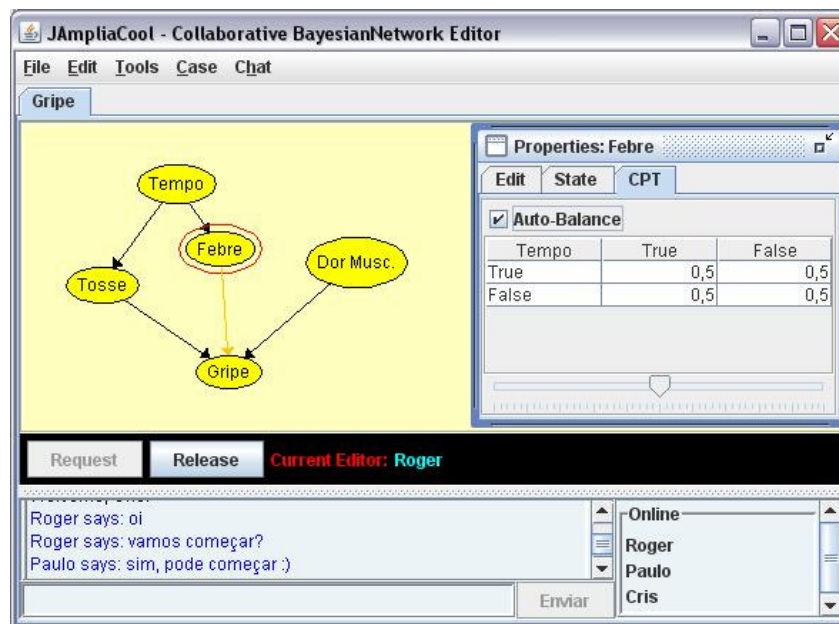 JAmpliaCool - Collaborative BayesianNetwork Editor
File Edit Tools Case Chat
Gripe
Tempo
Febre
Dor Musc.
Tosse
Gripe
Properties: Febre
Edit State CPT
Auto-Balance
Tempo True False
True 0,5 0,5
False 0,5 0,5
Request Release Current Editor: Roger
Roger says: oi
Roger says: vamos começar?
Paulo says: sim, pode começar :)
Enviar
Online
Roger
Paulo
Cris